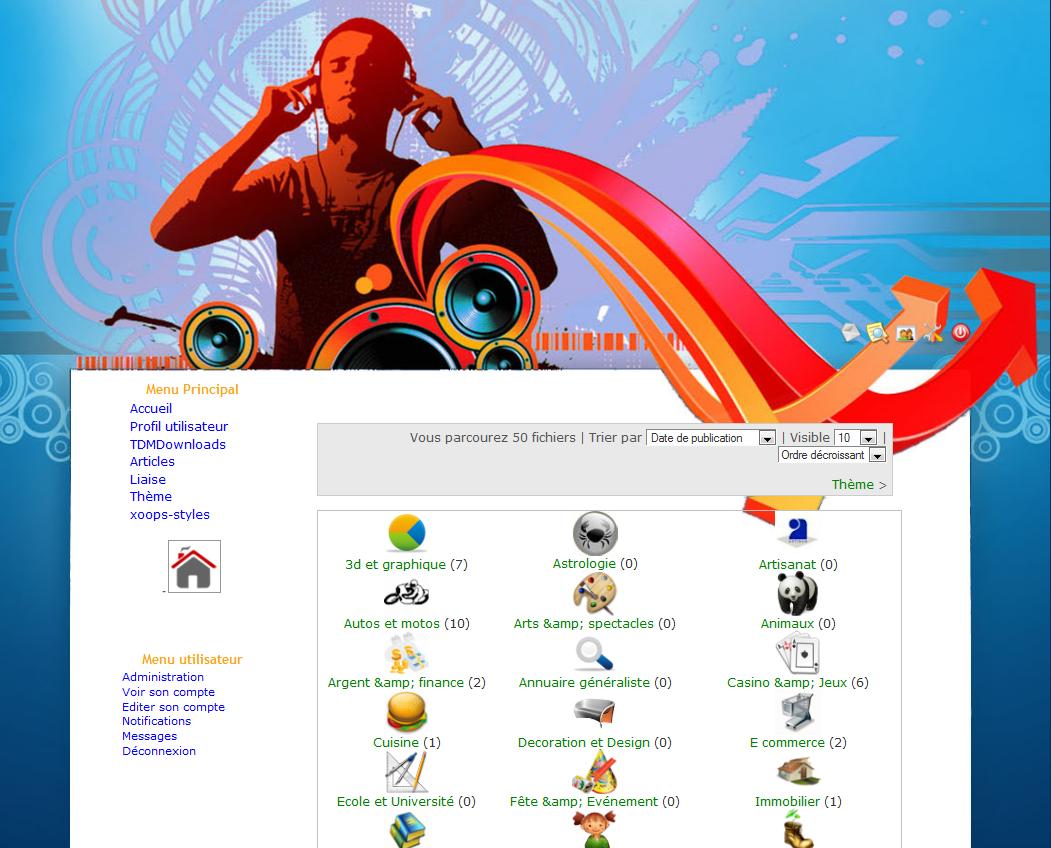 Menu Principal
Accueil
Profil utilisateur
TDMDownloads
Articles
Liaise
Thème
xoops-styles
-
Menu utilisateur
Administration
Voir son compte
Editer son compte
Notifications
Messages
Déconnexion
Vous parcourez 50 fichiers | Trier par Date de publication | Visible 10 |
Ordre décroissant
Thème >
3d et graphique (7) Astrologie (0) Artisanat (0)
Autos et motos (10) Arts &amp; spectacles (0) Animaux (0)
Argent &amp; finance (2) Annuaire généraliste (0) Casino &amp; Jeux (6)
Cuisine (1) Decoration et Design (0) E commerce (2)
Ecole et Université (0) Fête &amp; Evénement (0) Immobilier (1)